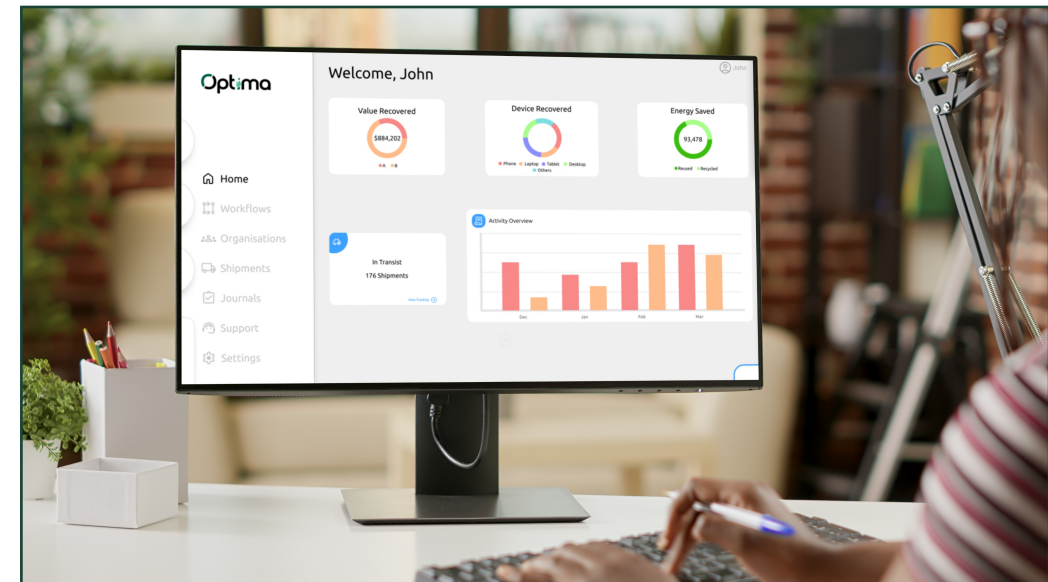 Optima
Welcome, John
John
Home
Workflows
Organisations
Shipments
Journals
Support
Settings
Value Recovered
$884,202
A B
Device Recovered
Phone Laptop Tablet Desktop
Others
Energy Saved
93,478
Reused Recycled
In Transist
176 Shipments
View Tracking
Activity Overview
Dec Jan Feb Mar